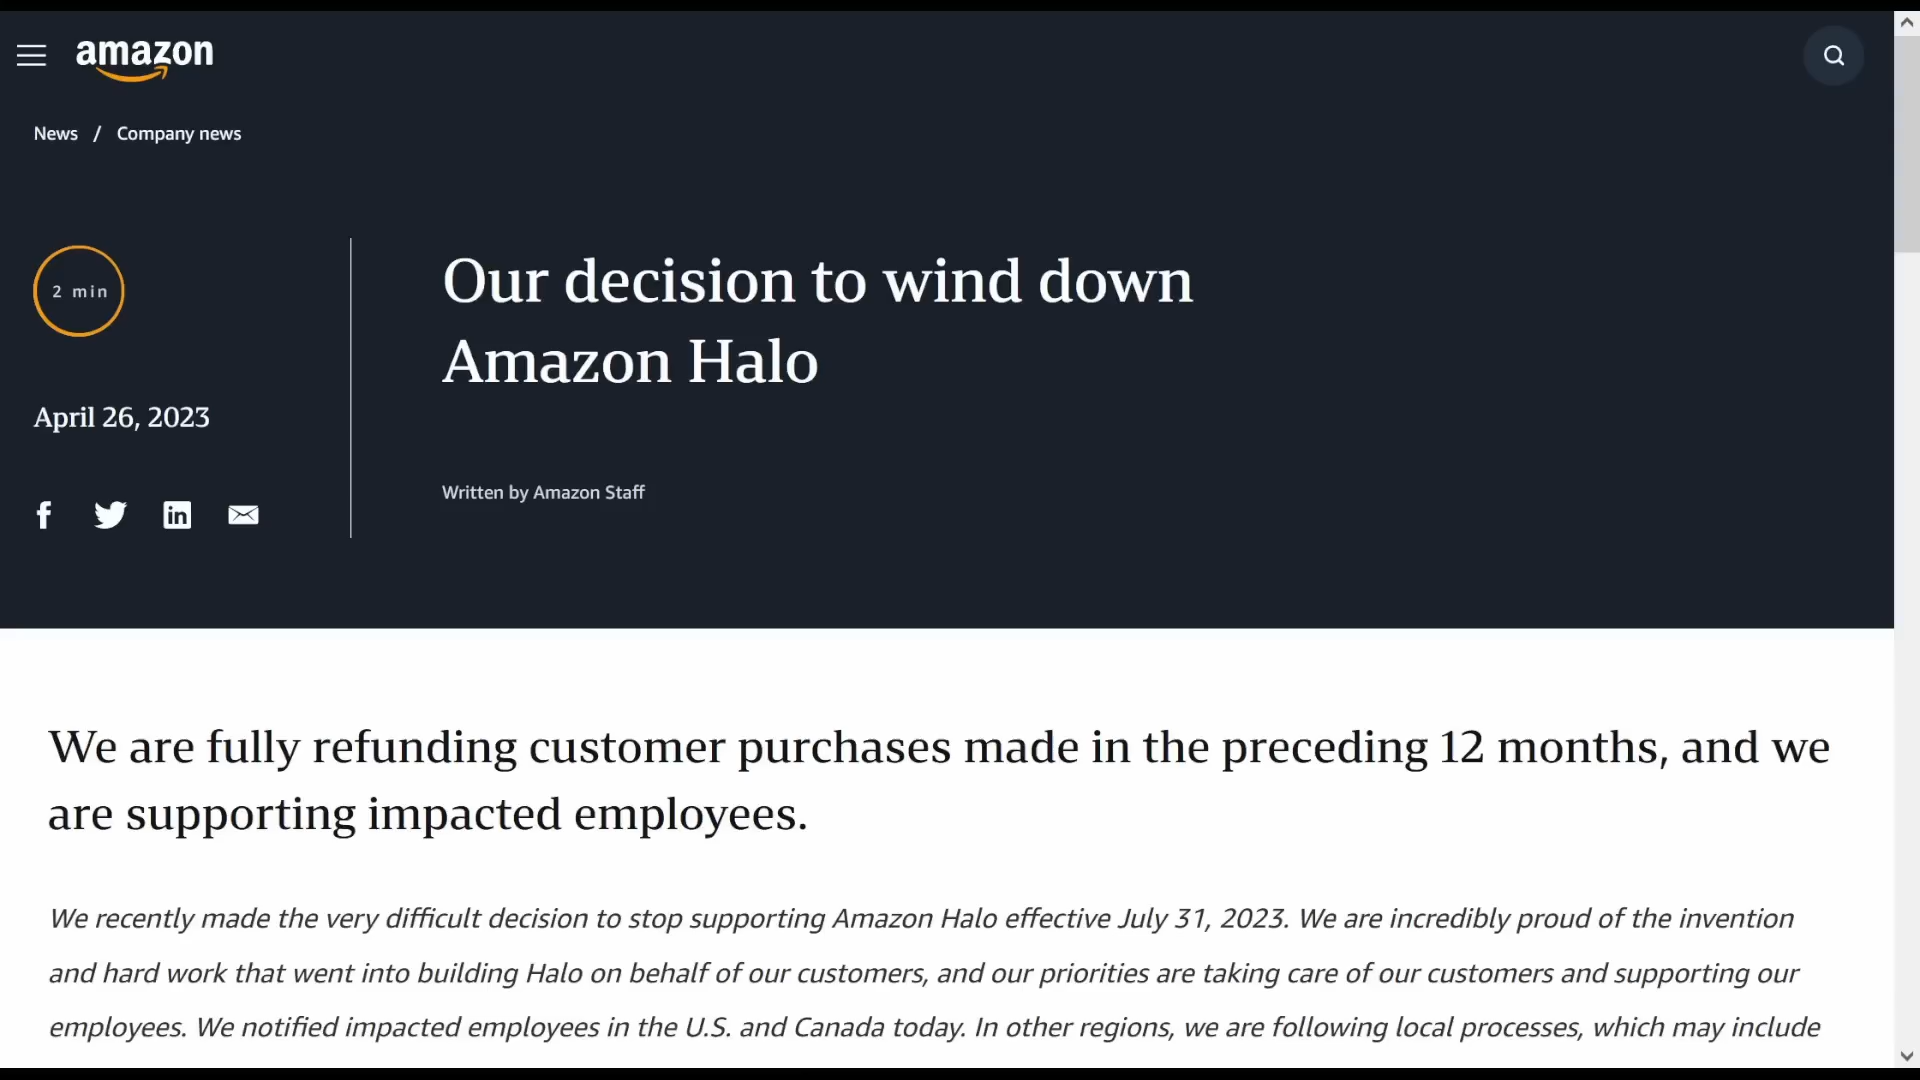 amazon
News / Company news
2 min
April 26, 2023
Our decision to wind down
Amazon Halo
Written by Amazon Staff
We are fully refunding customer purchases made in the preceding 12 months, and we
are supporting impacted employees.
We recently made the very difficult decision to stop supporting Amazon Halo effective July 31, 2023. We are incredibly proud of the invention
and hard work that went into building Halo on behalf of our customers, and our priorities are taking care of our customers and supporting our
employees. We notified impacted employees in the U.S. and Canada today. In other regions, we are following local processes, which may include